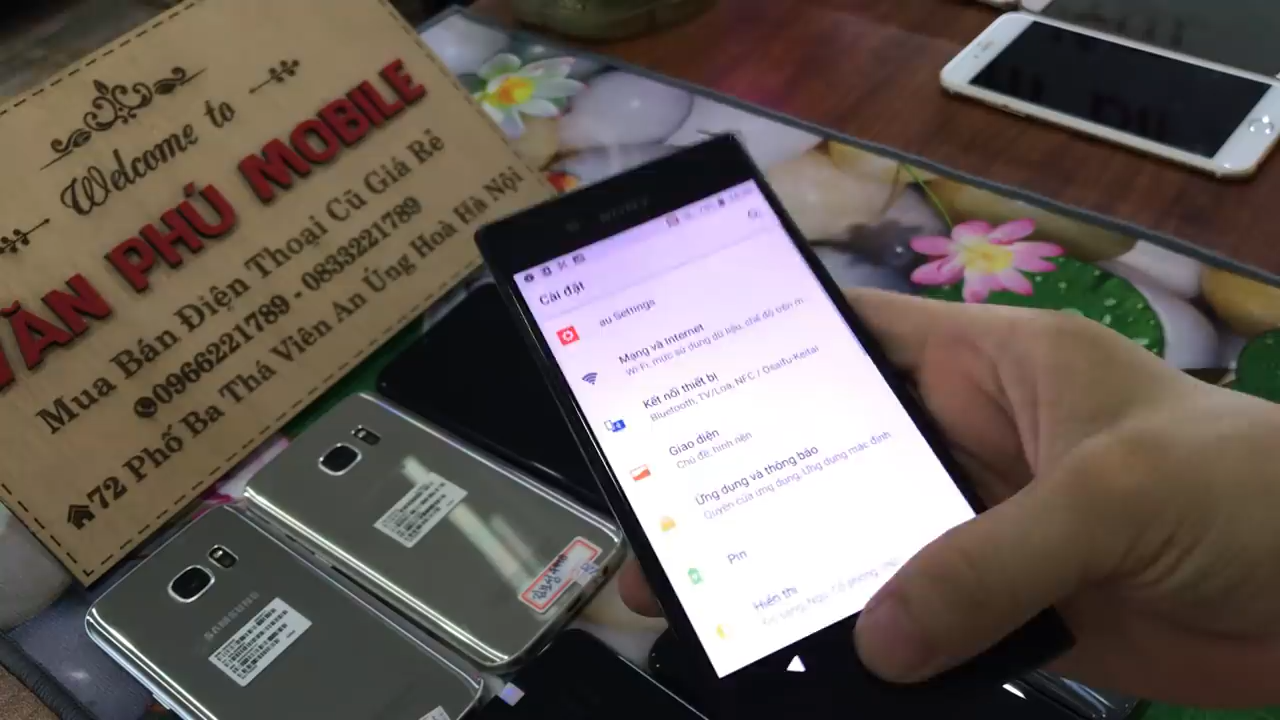 Welcome to
VĂN PHÚ MOBILE
Mua Bán Điện Thoại Cũ Giá Rẻ
0966221789 - 0833221789
72 Phố Ba Thá Viên An Ứng Hoà Hà Nội
SONY
Cài đặt
au Settings
Mạng và Internet
Wi-Fi, mức sử dụng dữ liệu, chế độ trên m
Kết nối thiết bị
Bluetooth, TV/Loa, NFC / Osaifu-Keitai
Giao diện
Chủ đề, hình nền
Ứng dụng và thông báo
Quyền của ứng dụng, Ứng dụng mặc định
Pin
Hiển thị
SAMSUNG